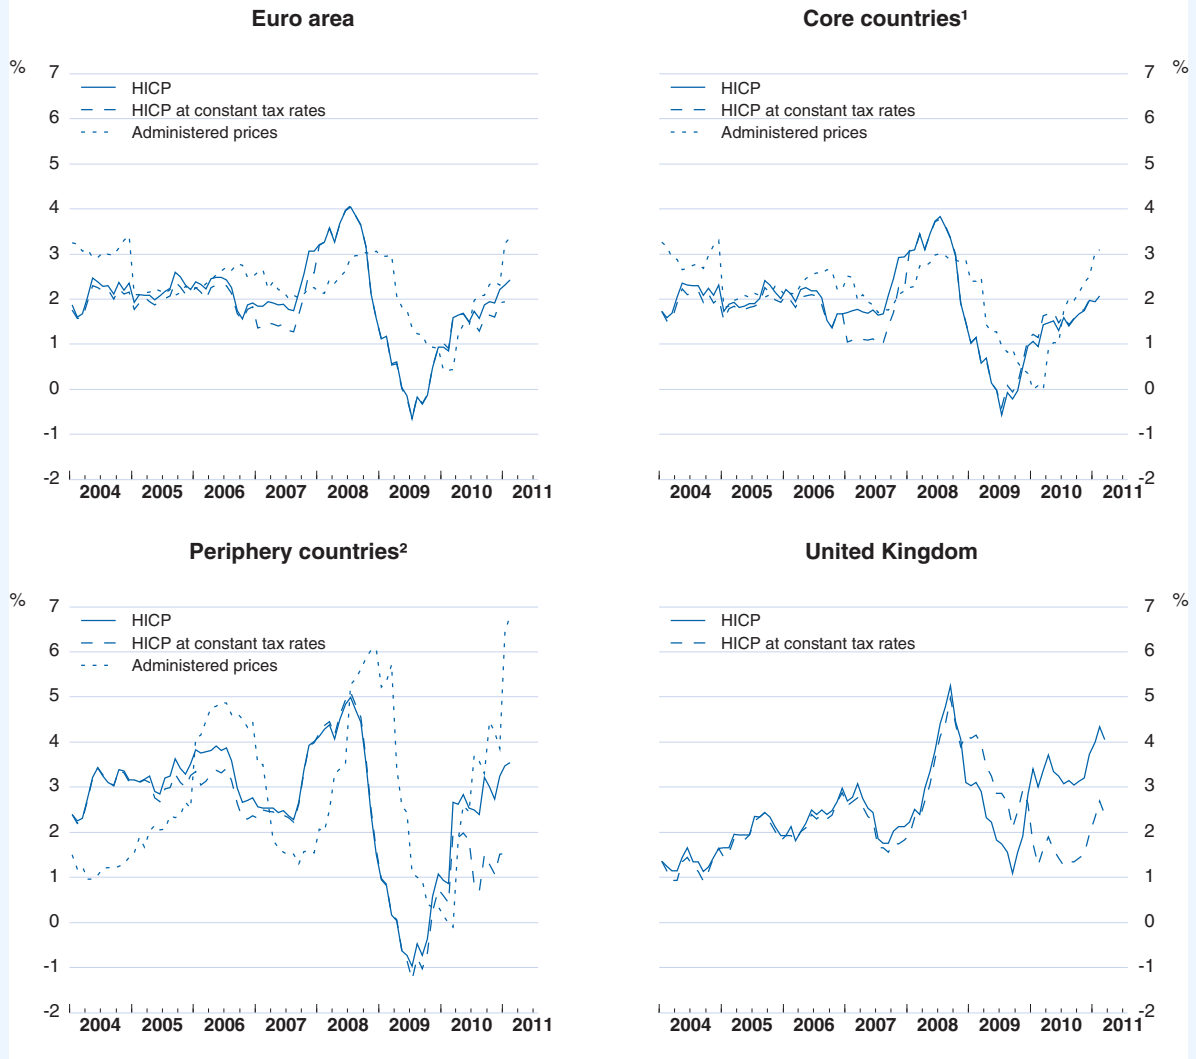 Euro area
% 7
6
5
4
3
2
1
0
-1
-2
HICP
HICP at constant tax rates
Administered prices
2004 2005 2006 2007 2008 2009 2010 2011
Core countries¹
7 %
6
5
4
3
2
1
0
-1
-2
HICP
HICP at constant tax rates
Administered prices
2004 2005 2006 2007 2008 2009 2010 2011
Periphery countries²
% 7
6
5
4
3
2
1
0
-1
-2
HICP
HICP at constant tax rates
Administered prices
2004 2005 2006 2007 2008 2009 2010 2011
United Kingdom
7 %
6
5
4
3
2
1
0
-1
-2
HICP
HICP at constant tax rates
2004 2005 2006 2007 2008 2009 2010 2011